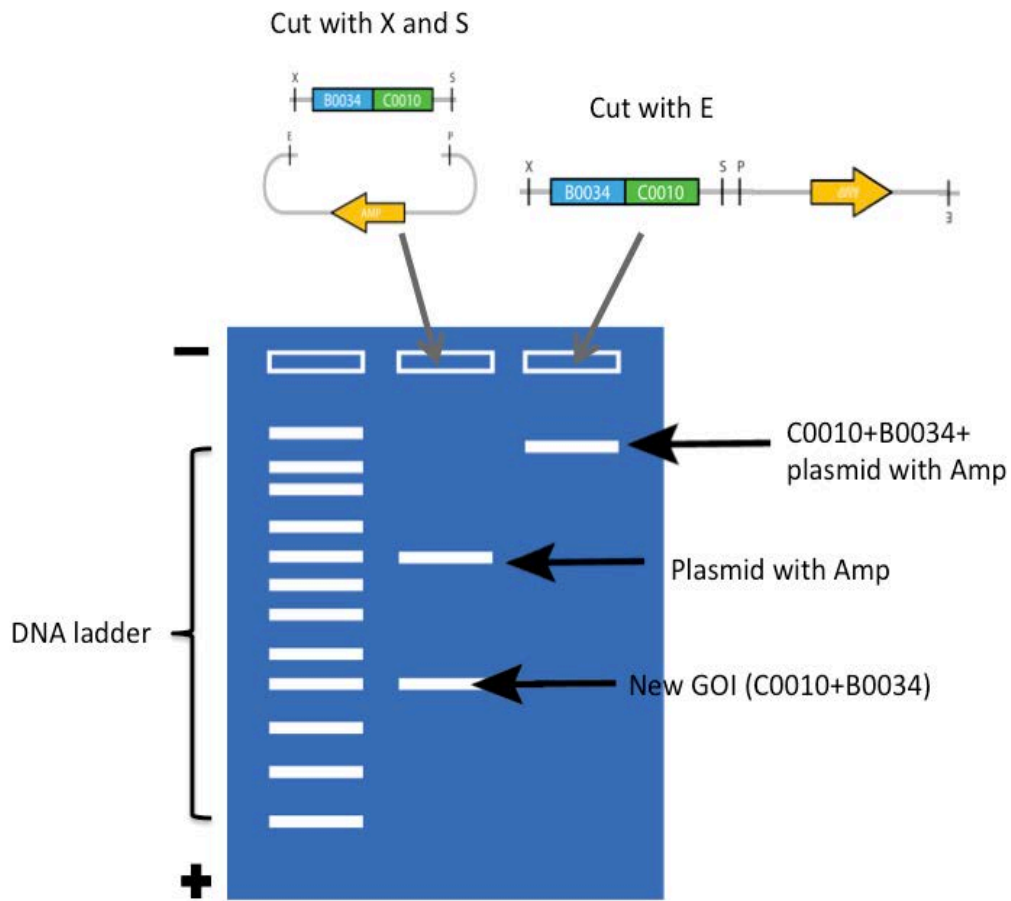 Cut with X and S
X
S
B0034
C0010
E
P
AMP
Cut with E
X
S P
B0034
C0010
AMP
E
−
C0010+B0034+
plasmid with Amp
Plasmid with Amp
DNA ladder
New GOI (C0010+B0034)
+